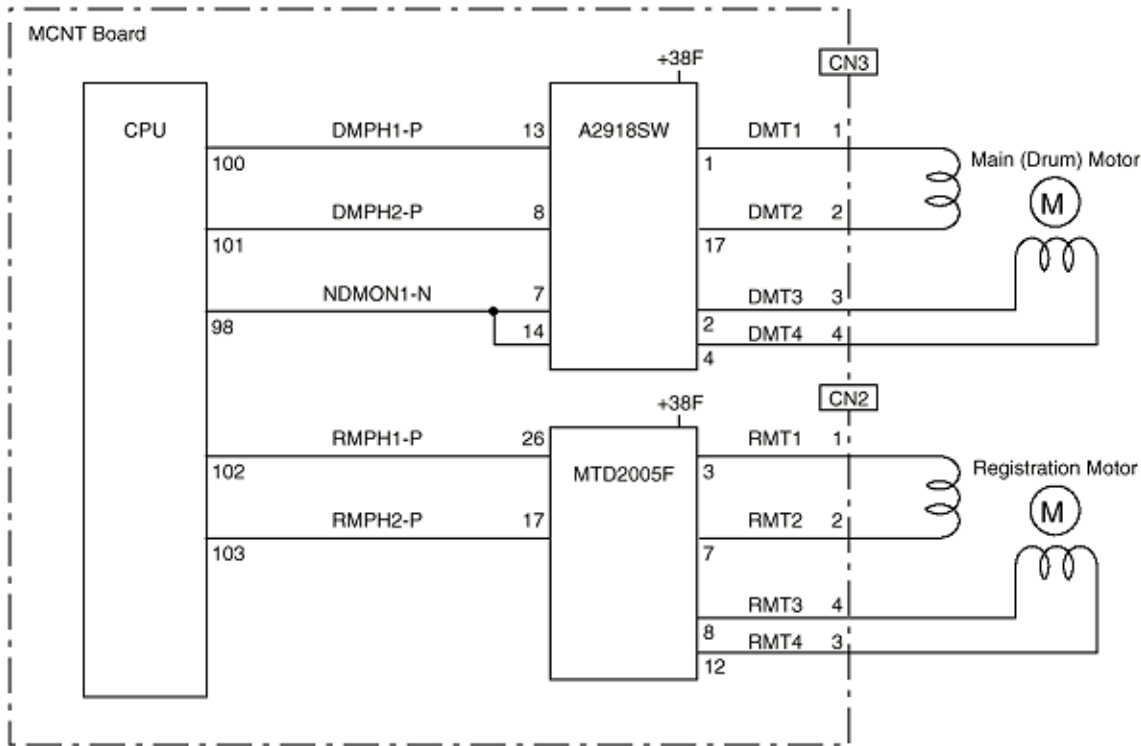 MCNT Board
+38F
CN3
CPU
DMPH1-P
13
A2918SW
DMT1
1
100
1
Main (Drum) Motor
DMPH2-P
8
DMT2
2
M
101
17
NDMON1-N
7
DMT3
3
98
14
2
DMT4
4
4
+38F
CN2
RMPH1-P
26
RMT1
1
102
MTD2005F
3
Registration Motor
RMPH2-P
17
RMT2
2
M
103
7
RMT3
4
8
RMT4
3
12